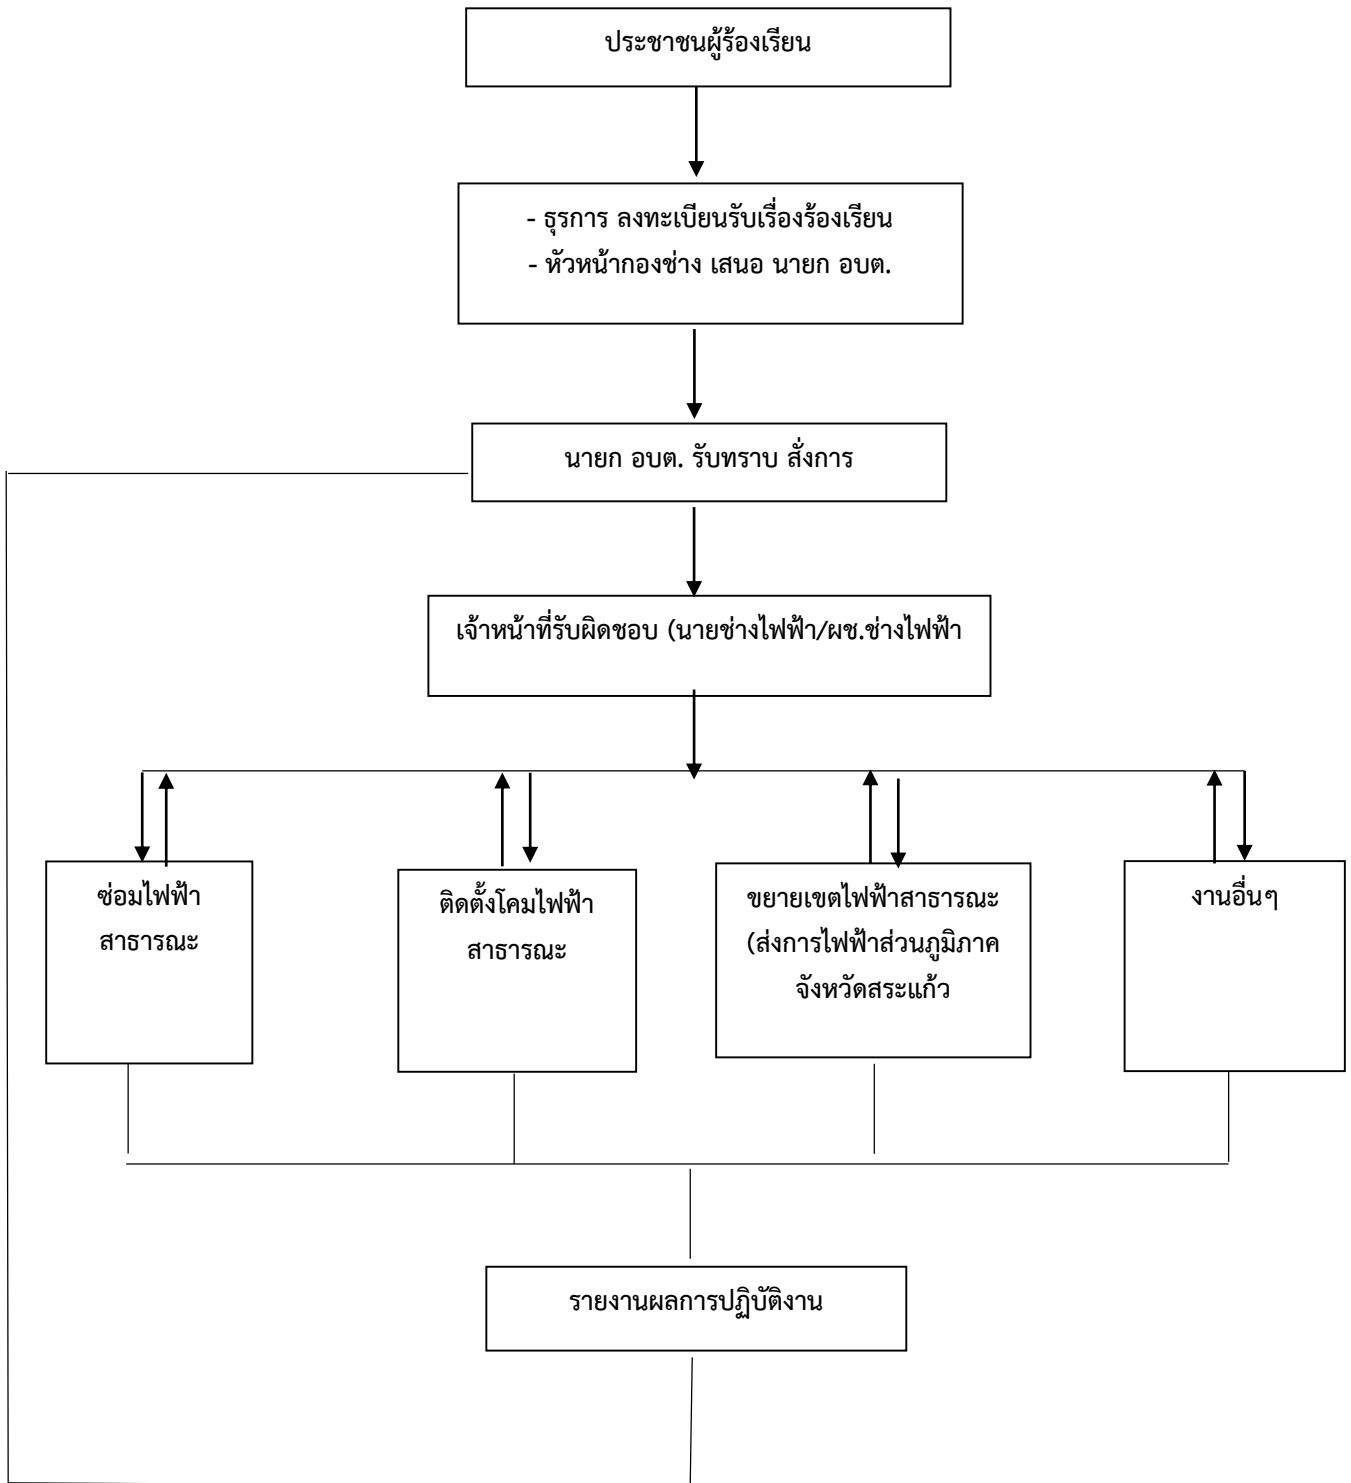 ประชาชนผู้ร้องเรียน
- ธุรการ ลงทะเบียนรับเรื่องร้องเรียน
- หัวหน้ากองช่าง เสนอ นายก อบต.
นายก อบต. รับทราบ สั่งการ
เจ้าหน้าที่รับผิดชอบ (นายช่างไฟฟ้า/ผช.ช่างไฟฟ้า
ซ่อมไฟฟ้า
สาธารณะ
ติดตั้งโคมไฟฟ้า
สาธารณะ
ขยายเขตไฟฟ้าสาธารณะ
(ส่งการไฟฟ้าส่วนภูมิภาค
จังหวัดสระแก้ว
งานอื่นๆ
รายงานผลการปฏิบัติงาน